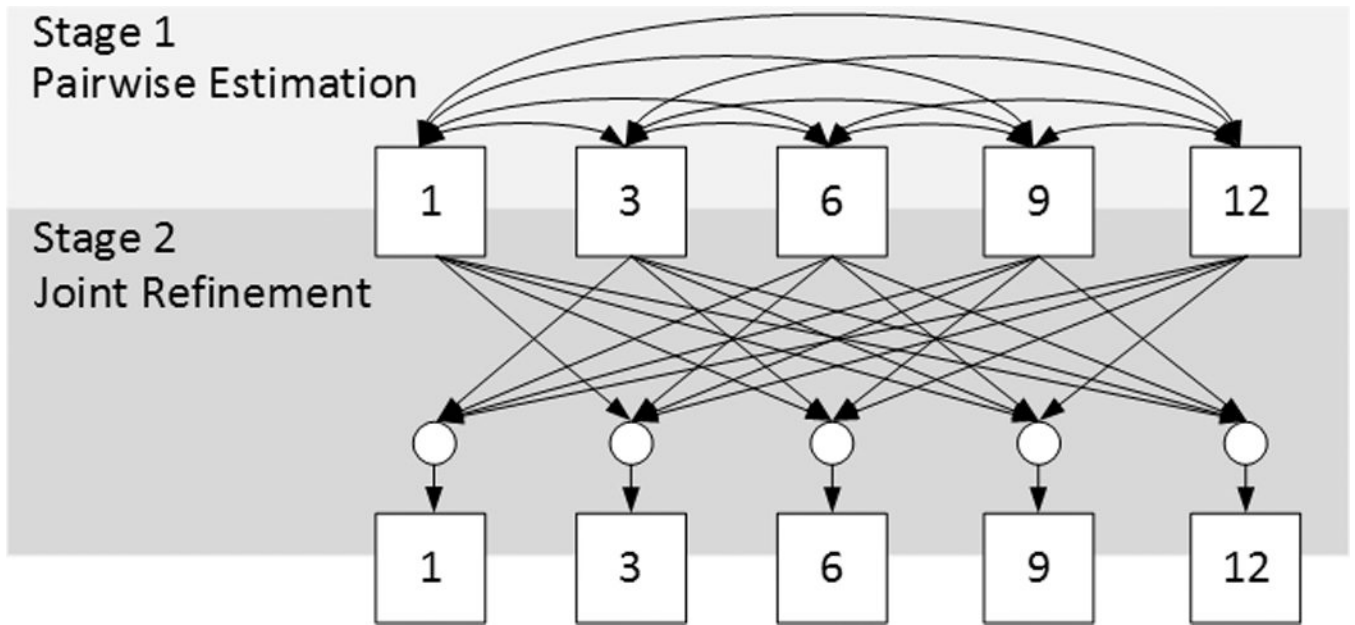 Stage 1
Pairwise Estimation
1 3 6 9 12
Stage 2
Joint Refinement
1 3 6 9 12